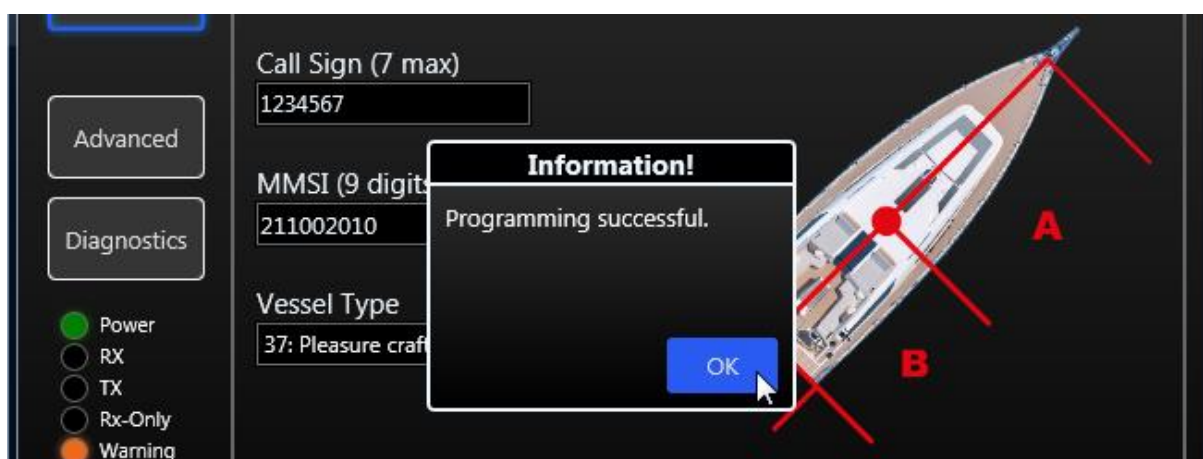 Call Sign (7 max)
1234567
Advanced
Information!
MMSI (9 digits
211002010
Programming successful.
A
Diagnostics
Vessel Type
Power
37: Pleasure craft
RX
OK
B
TX
Rx-Only
Warning